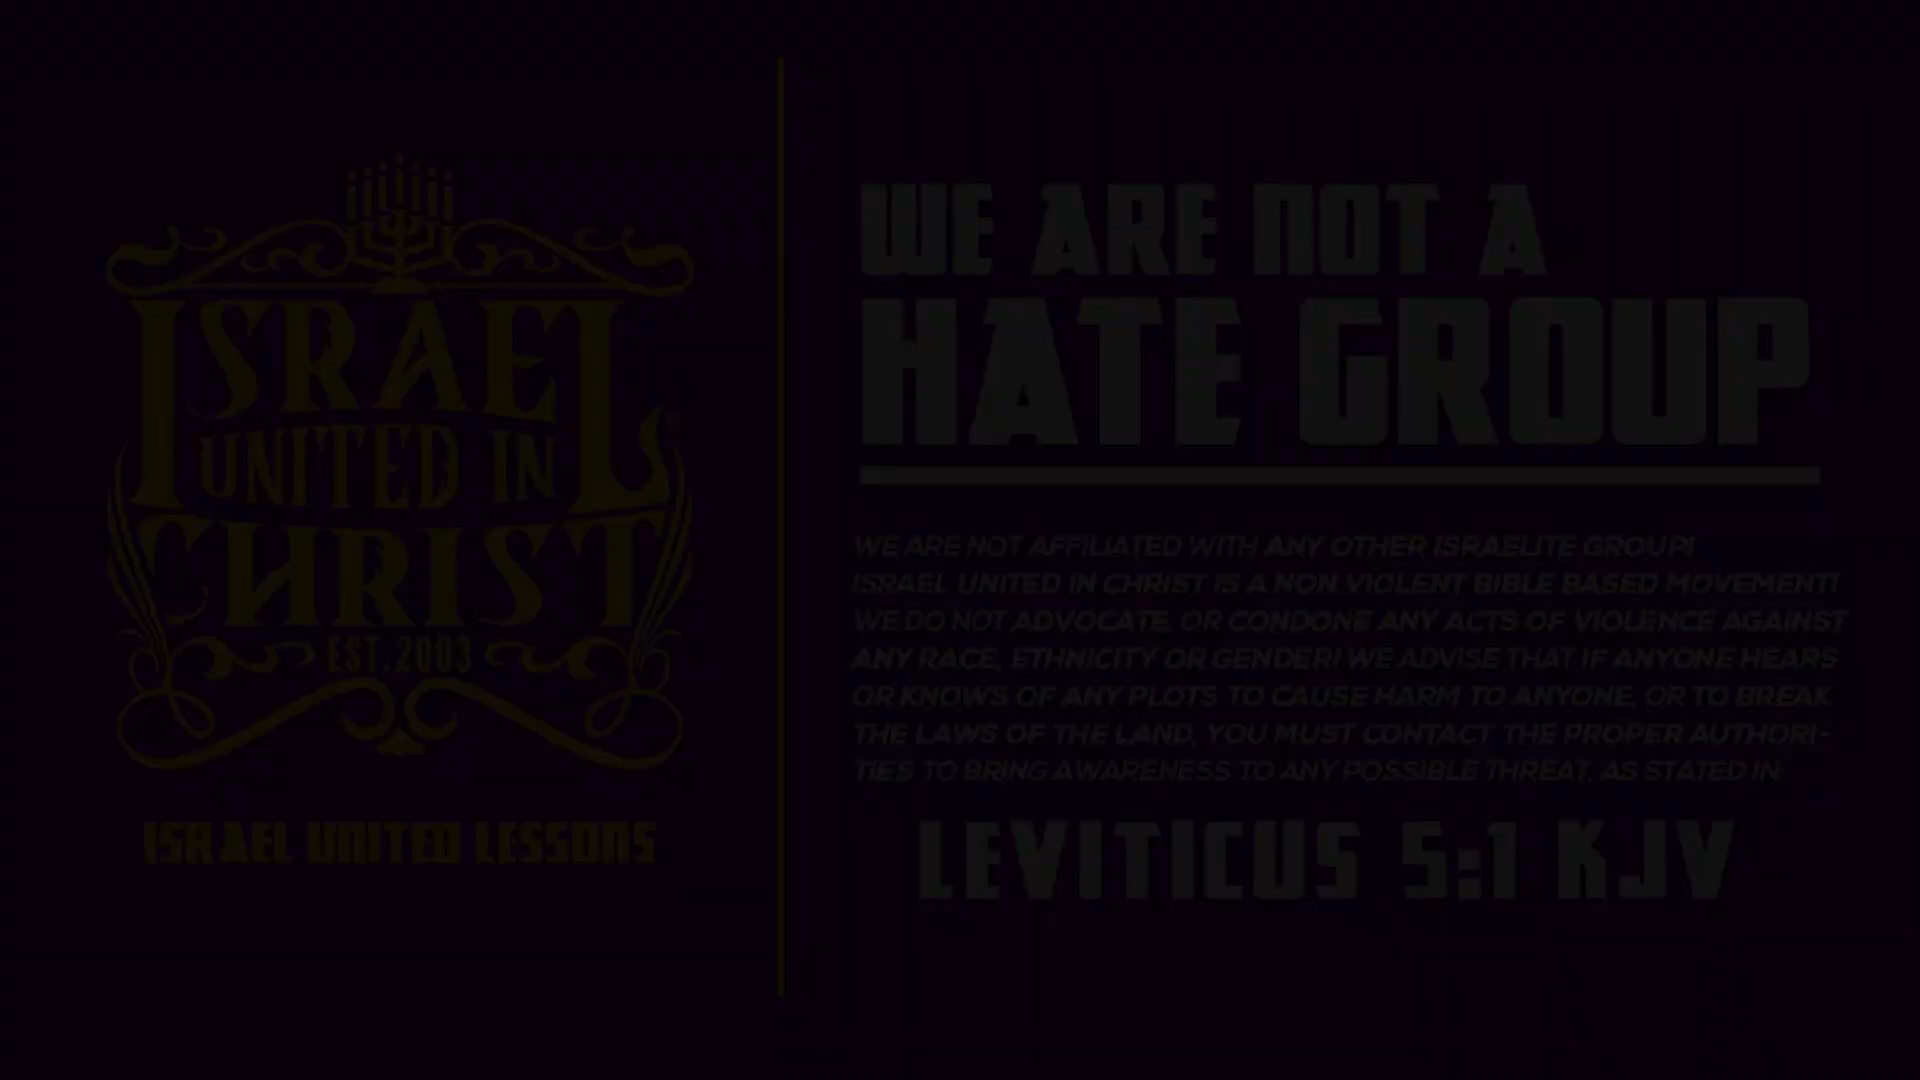 ISRAEL
UNITED IN
CHRIST
EST. 2003
ISRAEL UNITED LESSONS
WE ARE NOT A
HATE GROUP
WE ARE NOT AFFILIATED WITH ANY OTHER ISRAELITE GROUP!
ISRAEL UNITED IN CHRIST IS A NON VIOLENT BIBLE BASED MOVEMENT!
WE DO NOT ADVOCATE, OR CONDONE ANY ACTS OF VIOLENCE AGAINST
ANY RACE, ETHNICITY OR GENDER! WE ADVISE THAT IF ANYONE HEARS
OR KNOWS OF ANY PLOTS TO CAUSE HARM TO ANYONE, OR TO BREAK
THE LAWS OF THE LAND, YOU MUST CONTACT THE PROPER AUTHORI-
TIES TO BRING AWARENESS TO ANY POSSIBLE THREAT. AS STATED IN
LEVITICUS 5:1 KJV